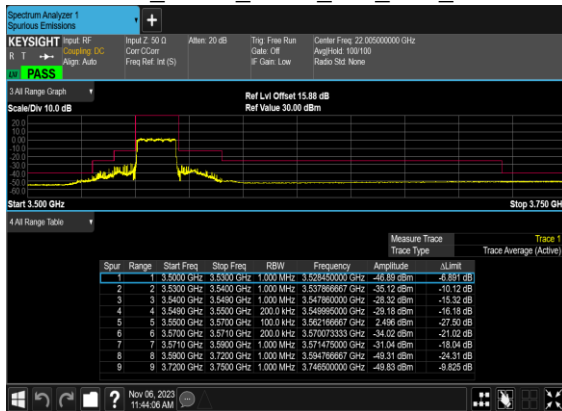 Spectrum Analyzer 1
Spurious Emissions
KEYSIGHT Input: RF Input Z: 50 Ω Atten: 20 dB Trig: Free Run Center Freq: 22.005000000 GHz
R T Coupling: DC Corr CCorr Gate: Off Avg|Hold: 100/100
Align: Auto Freq Ref: Int (S) IF Gain: Low Radio Std: None
PASS
3 All Range Graph
Ref Lvl Offset 15.88 dB
Scale/Div 10.0 dB Ref Value 30.00 dBm
20.0
10.0
0.00
-10.0
-20.0
-30.0
-40.0
-50.0
-60.0
Start 3.500 GHz Stop 3.750 GH
4 All Range Table
Measure Trace Trace 1
Trace Type Trace Average (Active)
Spur Range Start Freq Stop Freq RBW Frequency Amplitude ΔLimit
1 1 3.5000 GHz 3.5300 GHz 1.000 MHz 3.528450000 GHz -46.89 dBm -6.891 dB
2 2 3.5300 GHz 3.5400 GHz 1.000 MHz 3.537866667 GHz -35.12 dBm -10.12 dB
3 3 3.5400 GHz 3.5490 GHz 1.000 MHz 3.547860000 GHz -28.32 dBm -15.32 dB
4 4 3.5490 GHz 3.5500 GHz 200.0 kHz 3.549995000 GHz -29.18 dBm -16.18 dB
5 5 3.5500 GHz 3.5700 GHz 100.0 kHz 3.562166667 GHz 2.496 dBm -27.50 dB
6 6 3.5700 GHz 3.5710 GHz 200.0 kHz 3.570073333 GHz -34.02 dBm -21.02 dB
7 7 3.5710 GHz 3.5900 GHz 1.000 MHz 3.571475000 GHz -31.04 dBm -18.04 dB
8 8 3.5900 GHz 3.7200 GHz 1.000 MHz 3.594766667 GHz -49.31 dBm -24.31 dB
9 9 3.7200 GHz 3.7500 GHz 1.000 MHz 3.746500000 GHz -49.83 dBm -9.825 dB
Nov 06, 2023
11:44:06 AM